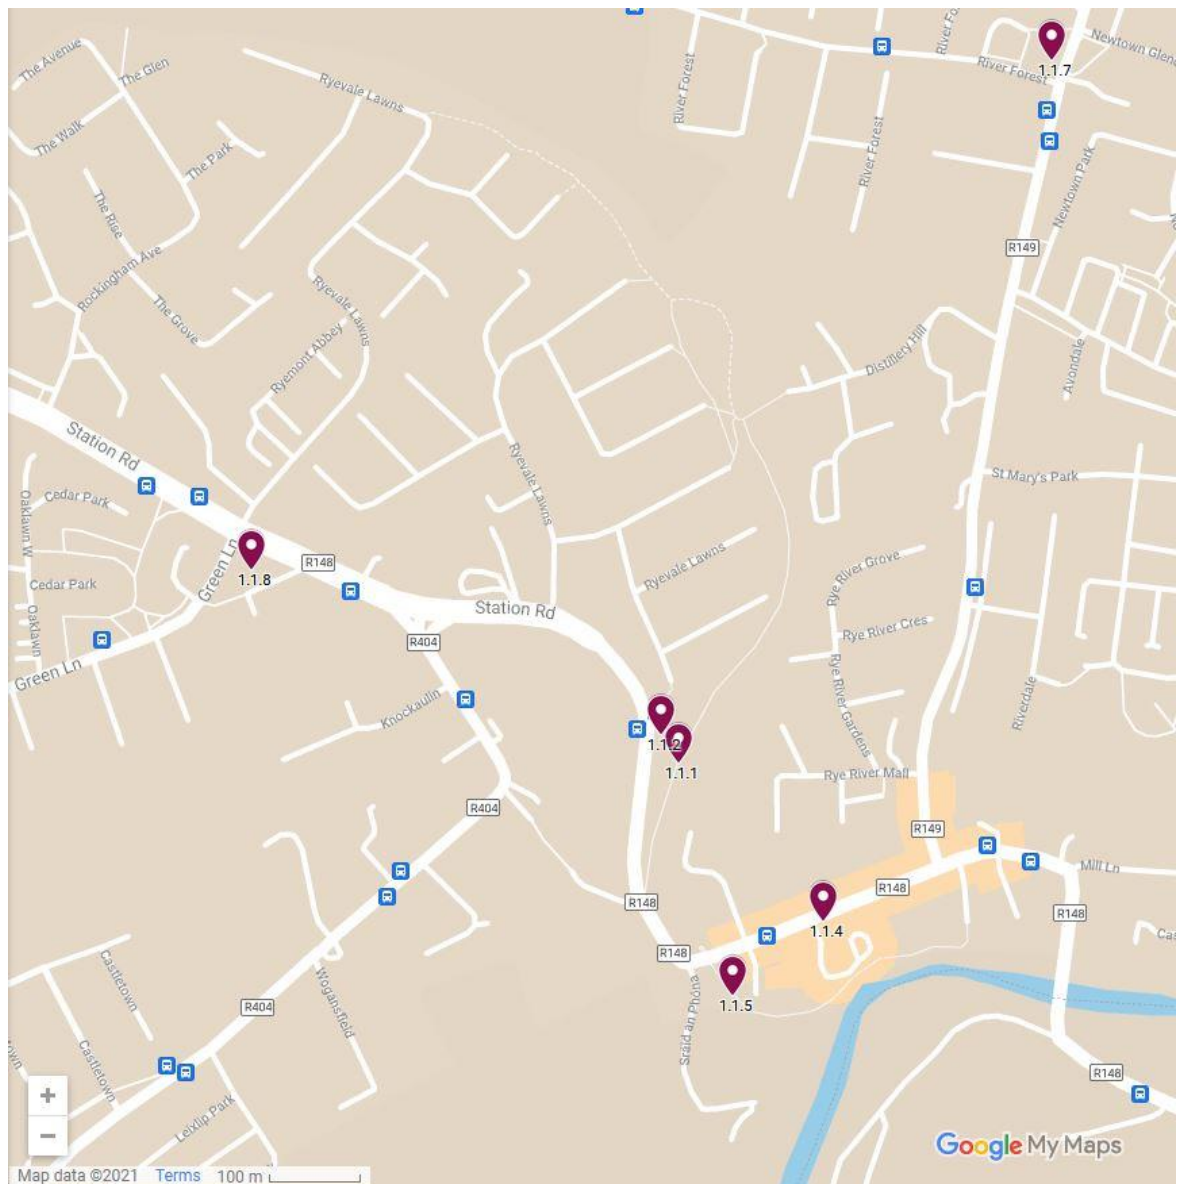 The Avenue
The Glen
The Walk
The Park
The Rise
Rockingham Ave
The Grove
Ryevale Lawns
River Forest
River Forest
River Forest
1.1.7
Newtown Glen
Newtown Park
R149
Ryevale Lawns
Ryemont Abbey
Distillery Hill
Avondale
Station Rd
Ryevale Lawns
St Mary's Park
Oaklawn W
Cedar Park
Green Ln
1.1.8
R148
Cedar Park
Oaklawn
Green Ln
Station Rd
R404
Ryevale Lawns
Rye River Grove
Rye River Cres
Rye River Gardens
Riverdale
Knockaulin
1.1.2
1.1.1
Rye River Mall
R404
R149
Mill Ln
R148
R148
R148
1.1.4
R148
1.1.5
Sráid an Phóna
Castletown
Wogansfield
R404
Castletown
Leixlip Park
R148
+
−
Google My Maps
Map data ©2021 Terms 100 m